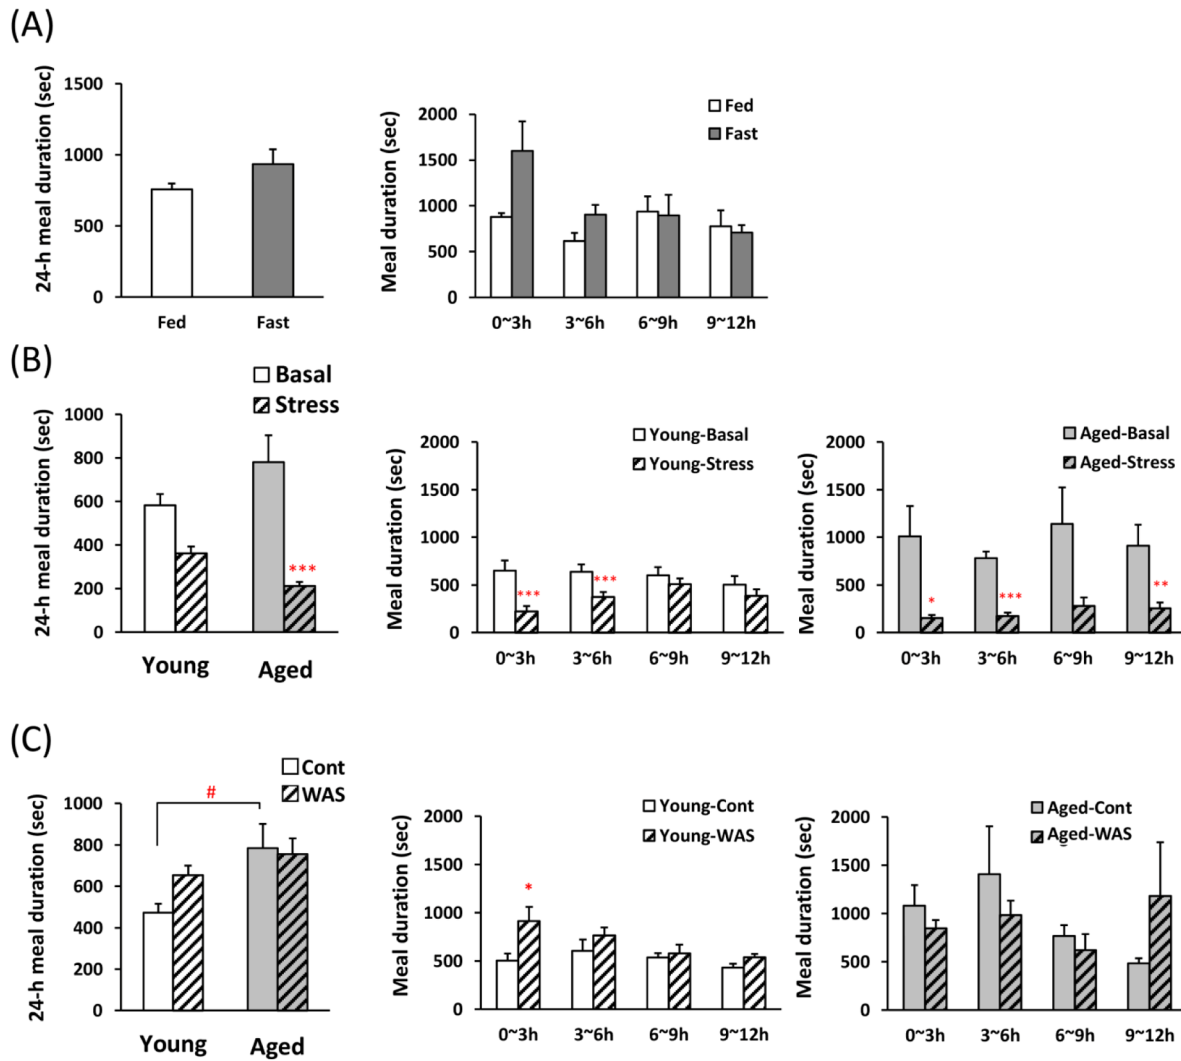 (A)
24-h meal duration (sec)
1500
1000
500
0
Fed
Fast
Meal duration (sec)
2000
1500
1000
500
0
0~3h
3~6h
6~9h
9~12h
Fed
Fast
(B)
24-h meal duration (sec)
1000
800
600
400
200
0
Basal
Stress
***
Young
Aged
Meal duration (sec)
2000
1500
1000
500
0
Young-Basal
Young-Stress
***
***
0~3h
3~6h
6~9h
9~12h
Meal duration (sec)
2000
1500
1000
500
0
Aged-Basal
Aged-Stress
*
***
**
0~3h
3~6h
6~9h
9~12h
(C)
24-h meal duration (sec)
1000
800
600
400
200
0
Cont
WAS
#
Young
Aged
Meal duration (sec)
2000
1500
1000
500
0
Young-Cont
Young-WAS
*
0~3h
3~6h
6~9h
9~12h
Meal duration (sec)
2000
1500
1000
500
0
Aged-Cont
Aged-WAS
0~3h
3~6h
6~9h
9~12h